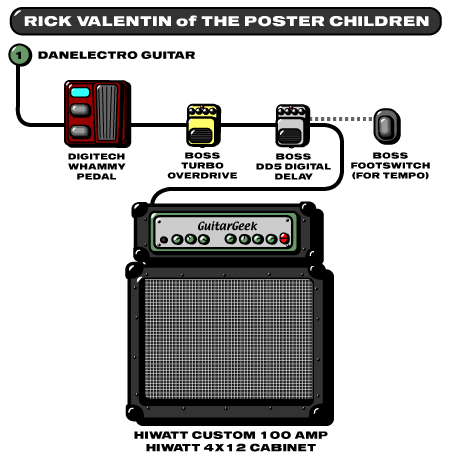 RICK VALENTIN of THE POSTER CHILDREN
1 DANELECTRO GUITAR
DIGITECH
WHAMMY
PEDAL
BOSS
TURBO
OVERDRIVE
BOSS
DD5 DIGITAL
DELAY
BOSS
FOOTSWITCH
(FOR TEMPO)
GuitarGeek
HIWATT CUSTOM 100 AMP
HIWATT 4X12 CABINET